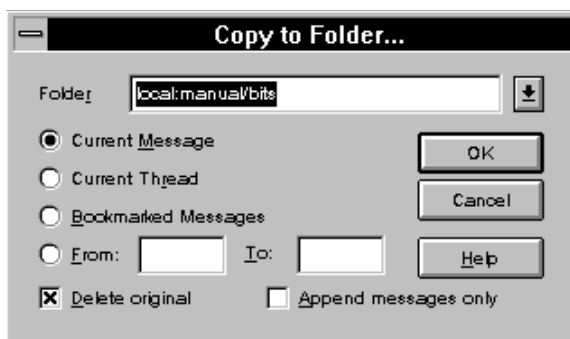 Copy to Folder...
Folder local:manual/bits
Current Message
OK
Current Thread
Cancel
Bookmarked Messages
From: To:
Help
Delete original Append messages only